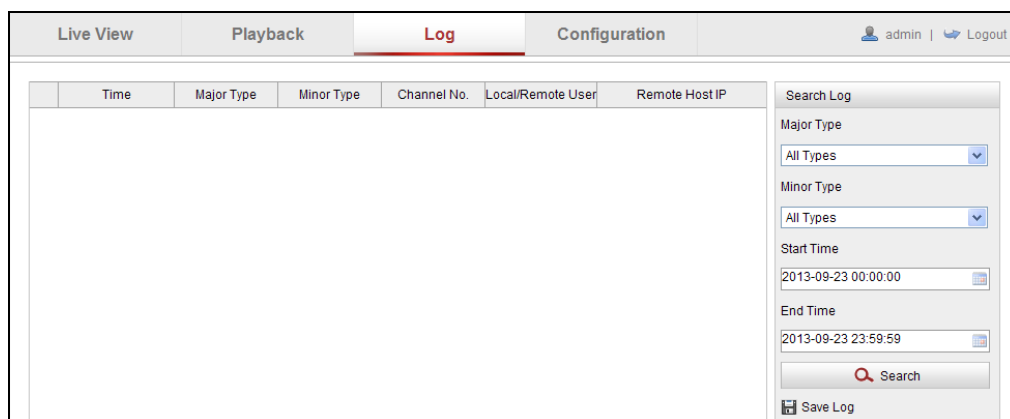 Live View Playback Log Configuration admin | Logout
Time Major Type Minor Type Channel No. Local/Remote User Remote Host IP
Search Log
Major Type
All Types
Minor Type
All Types
Start Time
2013-09-23 00:00:00
End Time
2013-09-23 23:59:59
Search
Save Log